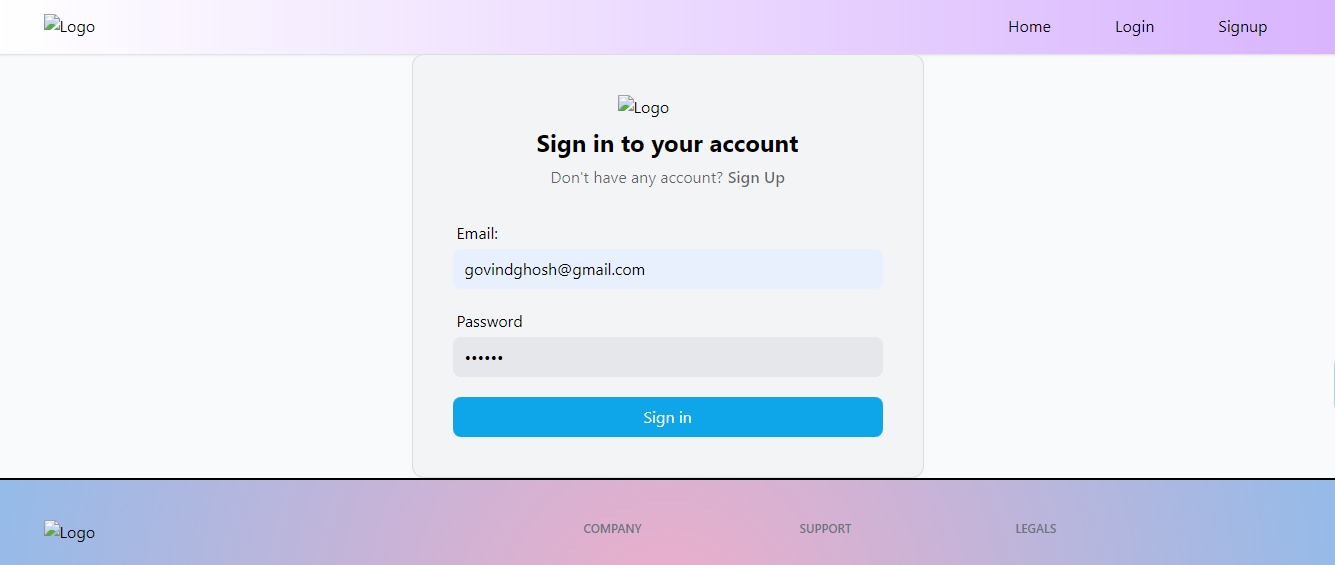 Logo Home Login Signup
Logo
Sign in to your account
Don't have any account? Sign Up
Email:
govindghosh@gmail.com
Password
••••••
Sign in
Logo COMPANY SUPPORT LEGALS